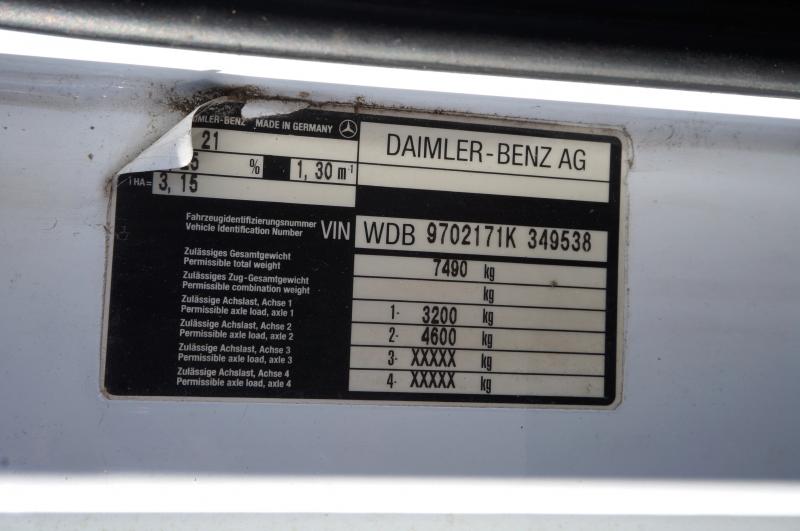 MADE IN GERMANY
DAIMLER-BENZ AG
21
% 1,30 m-1
iHA= 3,15
Fahrzeugidentifizierungsnummer
Vehicle Identification Number
VIN WDB 9702171K 349538
Zulässiges Gesamtgewicht
Permissible total weight
7490 kg
Zulässiges Zug-Gesamtgewicht
Permissible combination weight
kg
Zulässige Achslast, Achse 1
Permissible axle load, axle 1
1- 3200 kg
Zulässige Achslast, Achse 2
Permissible axle load, axle 2
2- 4600 kg
Zulässige Achslast, Achse 3
Permissible axle load, axle 3
3- XXXXX kg
Zulässige Achslast, Achse 4
Permissible axle load, axle 4
4- XXXXX kg